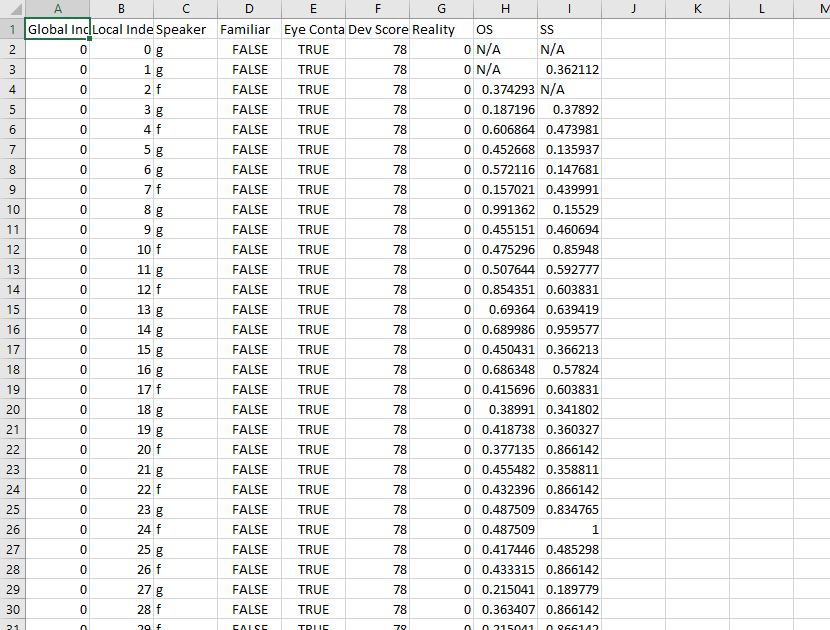 A B C D E F G H I J K L M
1 Global Ind Local Inde Speaker Familiar Eye Conta Dev Score Reality OS SS
2 0 0 g FALSE TRUE 78 0 N/A N/A
3 0 1 g FALSE TRUE 78 0 N/A 0.362112
4 0 2 f FALSE TRUE 78 0 0.374293 N/A
5 0 3 g FALSE TRUE 78 0 0.187196 0.37892
6 0 4 f FALSE TRUE 78 0 0.606864 0.473981
7 0 5 g FALSE TRUE 78 0 0.452668 0.135937
8 0 6 g FALSE TRUE 78 0 0.572116 0.147681
9 0 7 f FALSE TRUE 78 0 0.157021 0.439991
10 0 8 g FALSE TRUE 78 0 0.991362 0.15529
11 0 9 g FALSE TRUE 78 0 0.455151 0.460694
12 0 10 f FALSE TRUE 78 0 0.475296 0.85948
13 0 11 g FALSE TRUE 78 0 0.507644 0.592777
14 0 12 f FALSE TRUE 78 0 0.854351 0.603831
15 0 13 g FALSE TRUE 78 0 0.69364 0.639419
16 0 14 g FALSE TRUE 78 0 0.689986 0.959577
17 0 15 g FALSE TRUE 78 0 0.450431 0.366213
18 0 16 g FALSE TRUE 78 0 0.686348 0.57824
19 0 17 f FALSE TRUE 78 0 0.415696 0.603831
20 0 18 g FALSE TRUE 78 0 0.38991 0.341802
21 0 19 g FALSE TRUE 78 0 0.418738 0.360327
22 0 20 f FALSE TRUE 78 0 0.377135 0.866142
23 0 21 g FALSE TRUE 78 0 0.455482 0.358811
24 0 22 f FALSE TRUE 78 0 0.432396 0.866142
25 0 23 g FALSE TRUE 78 0 0.487509 0.834765
26 0 24 f FALSE TRUE 78 0 0.487509 1
27 0 25 g FALSE TRUE 78 0 0.417446 0.485298
28 0 26 f FALSE TRUE 78 0 0.433315 0.866142
29 0 27 g FALSE TRUE 78 0 0.215041 0.189779
30 0 28 f FALSE TRUE 78 0 0.363407 0.866142
31 0 29 f FALSE TRUE 78 0 0.215041 0.866142